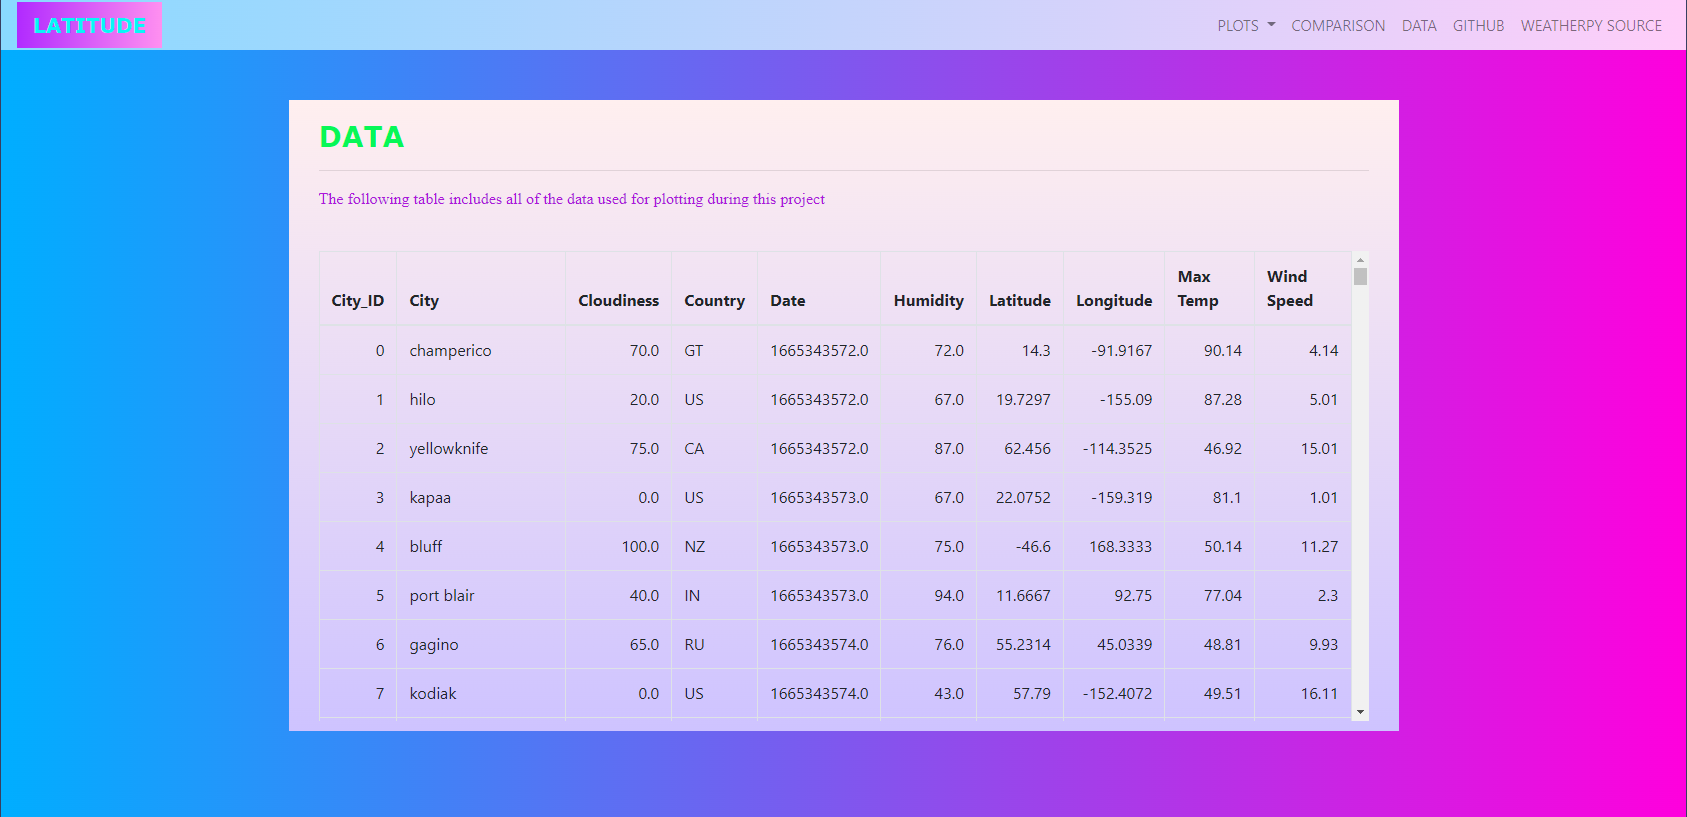 LATITUDE
PLOTS COMPARISON DATA GITHUB WEATHERPY SOURCE
DATA
The following table includes all of the data used for plotting during this project
City_ID City Cloudiness Country Date Humidity Latitude Longitude Max Temp Wind Speed
0 champerico 70.0 GT 1665343572.0 72.0 14.3 -91.9167 90.14 4.14
1 hilo 20.0 US 1665343572.0 67.0 19.7297 -155.09 87.28 5.01
2 yellowknife 75.0 CA 1665343572.0 87.0 62.456 -114.3525 46.92 15.01
3 kapaa 0.0 US 1665343573.0 67.0 22.0752 -159.319 81.1 1.01
4 bluff 100.0 NZ 1665343573.0 75.0 -46.6 168.3333 50.14 11.27
5 port blair 40.0 IN 1665343573.0 94.0 11.6667 92.75 77.04 2.3
6 gagino 65.0 RU 1665343574.0 76.0 55.2314 45.0339 48.81 9.93
7 kodiak 0.0 US 1665343574.0 43.0 57.79 -152.4072 49.51 16.11